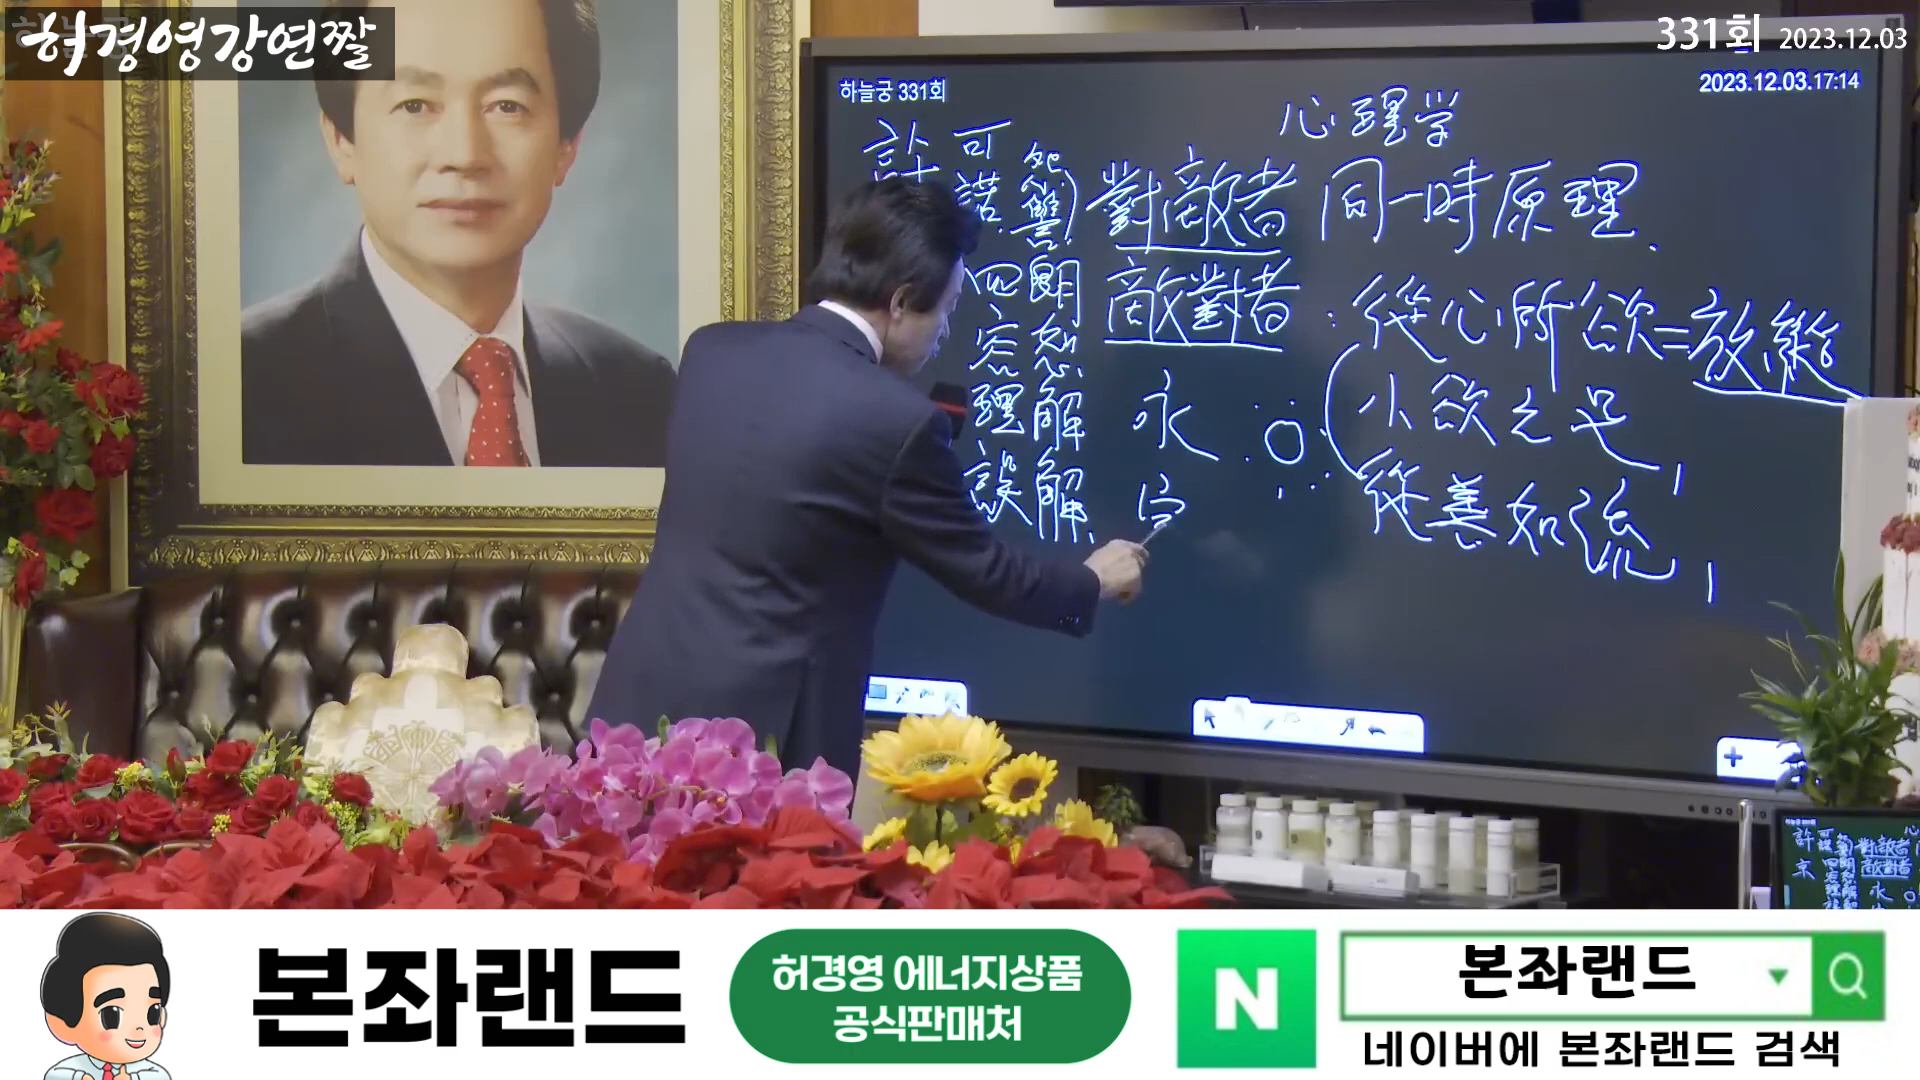 허경영강연짤
331회 2023.12.03
하늘궁 331회
2023.12.03.17:14
心理学
許 可 怨
諾 讐) 對敵者 同一時原理.
四朗 敵對者 : 從心所欲=放縱
容恕
理解 永 小欲之足,
誤解.
從善如流,
본좌랜드
허경영 에너지상품
공식판매처
N
본좌랜드
네이버에 본좌랜드 검색